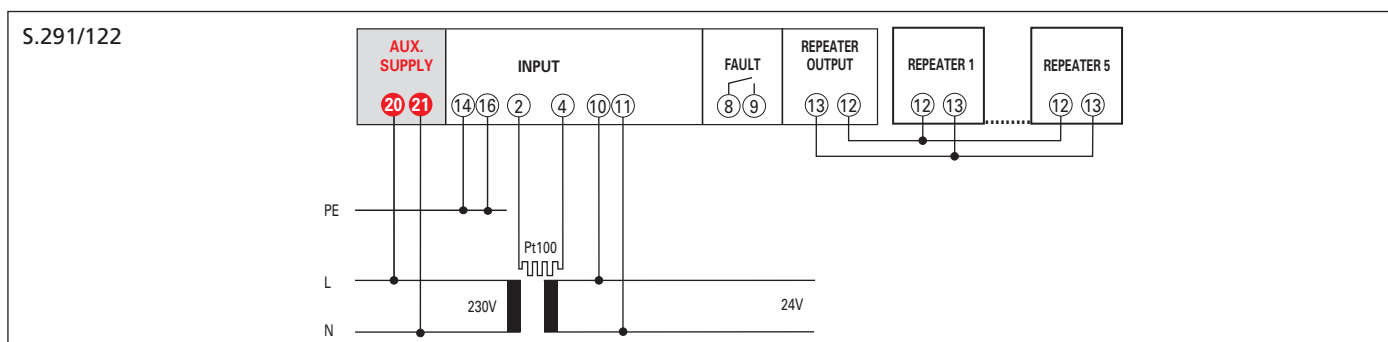 S.291/122
AUX.
SUPPLY
INPUT
FAULT
REPEATER
OUTPUT
REPEATER 1
REPEATER 5
20 21 14 16 2 4 10 11 8 9 13 12 12 13 12 13
PE
Pt100
L
230V
24V
N